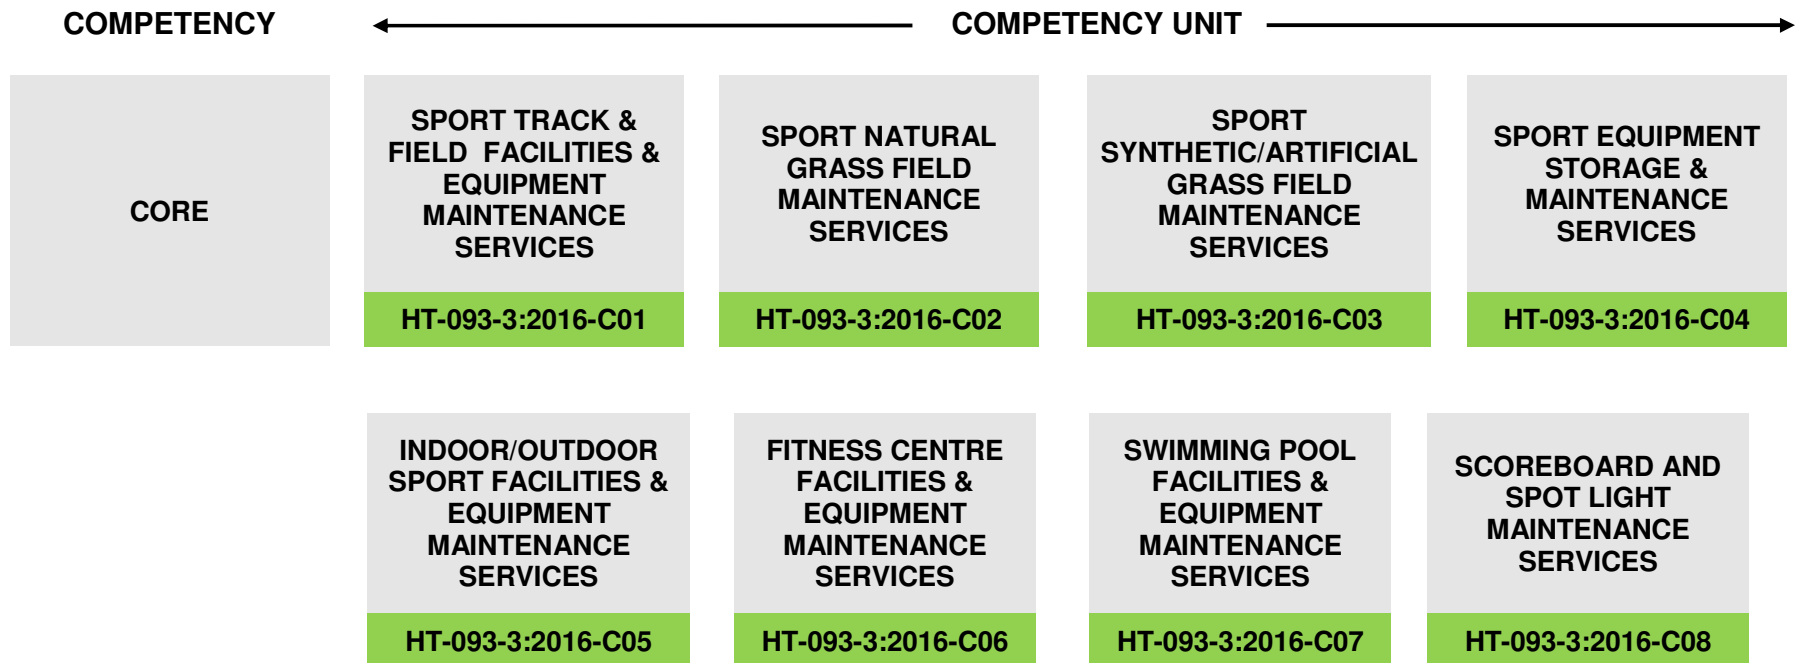 COMPETENCY
COMPETENCY UNIT
CORE
SPORT TRACK &
FIELD FACILITIES &
EQUIPMENT
MAINTENANCE
SERVICES
HT-093-3:2016-C01
SPORT NATURAL
GRASS FIELD
MAINTENANCE
SERVICES
HT-093-3:2016-C02
SPORT
SYNTHETIC/ARTIFICIAL
GRASS FIELD
MAINTENANCE
SERVICES
HT-093-3:2016-C03
SPORT EQUIPMENT
STORAGE &
MAINTENANCE
SERVICES
HT-093-3:2016-C04
INDOOR/OUTDOOR
SPORT FACILITIES &
EQUIPMENT
MAINTENANCE
SERVICES
HT-093-3:2016-C05
FITNESS CENTRE
FACILITIES &
EQUIPMENT
MAINTENANCE
SERVICES
HT-093-3:2016-C06
SWIMMING POOL
FACILITIES &
EQUIPMENT
MAINTENANCE
SERVICES
HT-093-3:2016-C07
SCOREBOARD AND
SPOT LIGHT
MAINTENANCE
SERVICES
HT-093-3:2016-C08